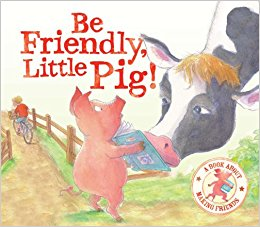 Be
Friendly,
Little
Pig!
A BOOK ABOUT
MAKING FRIENDS